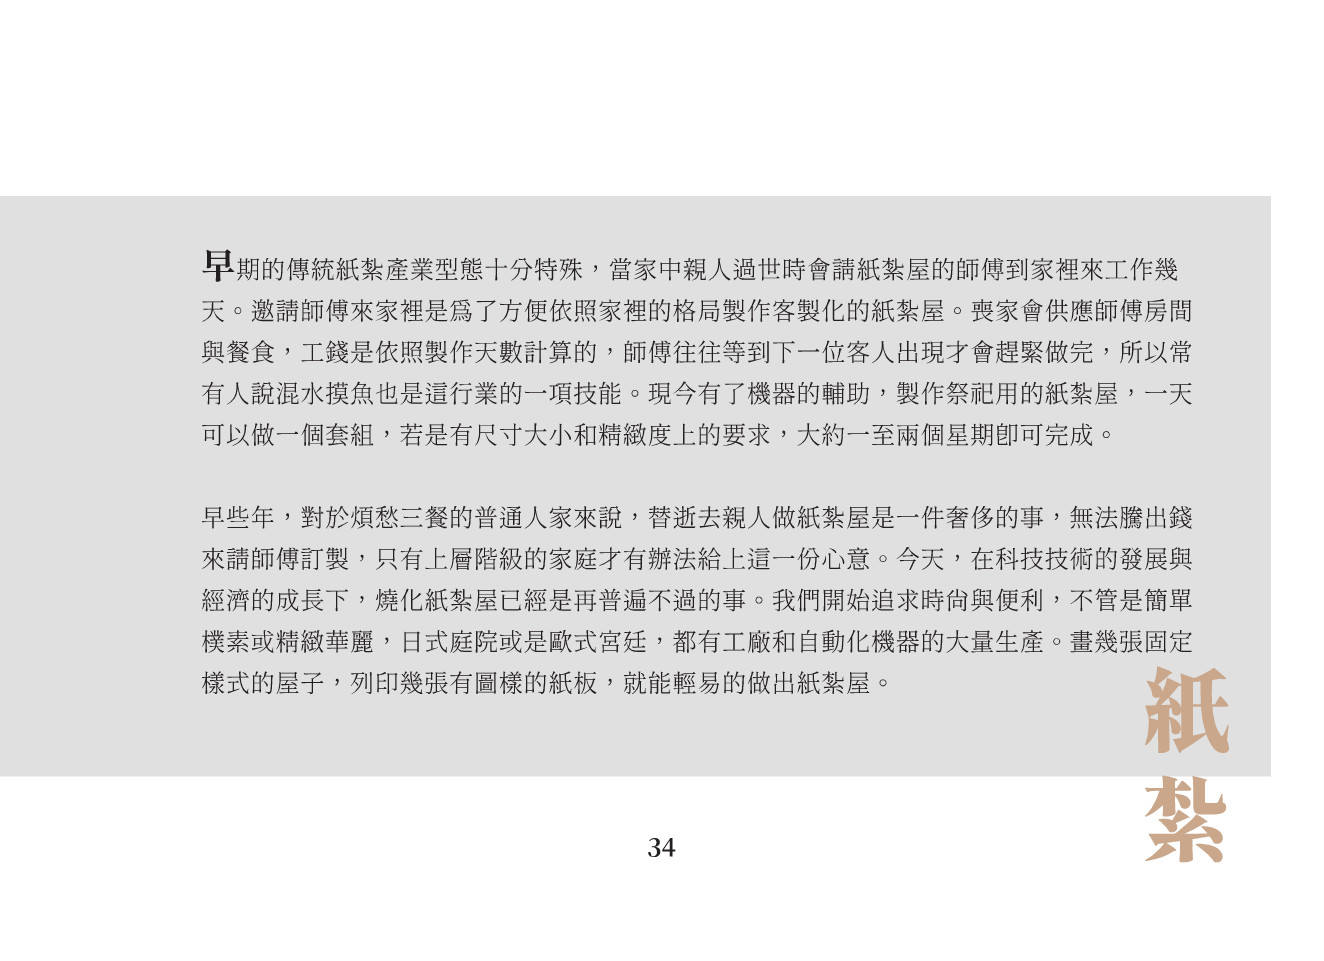 早期的傳統紙紮產業型態十分特殊，當家中親人過世時會請紙紮屋的師傅到家裡來工作幾
天。邀請師傅來家裡是為了方便依照家裡的格局製作客製化的紙紮屋。喪家會供應師傅房間
與餐食，工錢是依照製作天數計算的，師傅往往等到下一位客人出現才會趕緊做完，所以常
有人說混水摸魚也是這行業的一項技能。現今有了機器的輔助，製作祭祀用的紙紮屋，一天
可以做一個套組，若是有尺寸大小和精緻度上的要求，大約一至兩個星期即可完成。
早些年，對於煩愁三餐的普通人家來說，替逝去親人做紙紮屋是一件奢侈的事，無法騰出錢
來請師傅訂製，只有上層階級的家庭才有辦法給上這一份心意。今天，在科技技術的發展與
經濟的成長下，燒化紙紮屋已經是再普遍不過的事。我們開始追求時尚與便利，不管是簡單
樸素或精緻華麗，日式庭院或是歐式宮廷，都有工廠和自動化機器的大量生產。畫幾張固定
樣式的屋子，列印幾張有圖樣的紙板，就能輕易的做出紙紮屋。
紙
紮
34